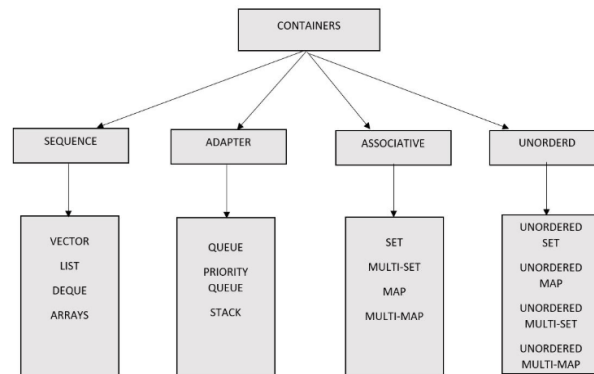 CONTAINERS
SEQUENCE
ADAPTER
ASSOCIATIVE
UNORDERD
VECTOR
LIST
DEQUE
ARRAYS
QUEUE
PRIORITY
QUEUE
STACK
SET
MULTI-SET
MAP
MULTI-MAP
UNORDERED
SET
UNORDERED
MAP
UNORDERED
MULTI-SET
UNORDERED
MULTI-MAP